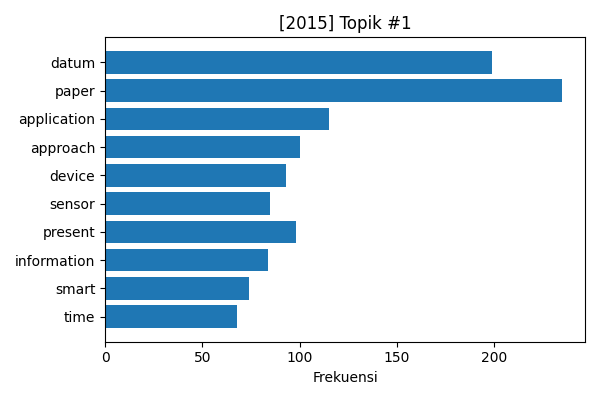 [2015] Topik #1
datum
paper
application
approach
device
sensor
present
information
smart
time
0 50 100 150 200
Frekuensi